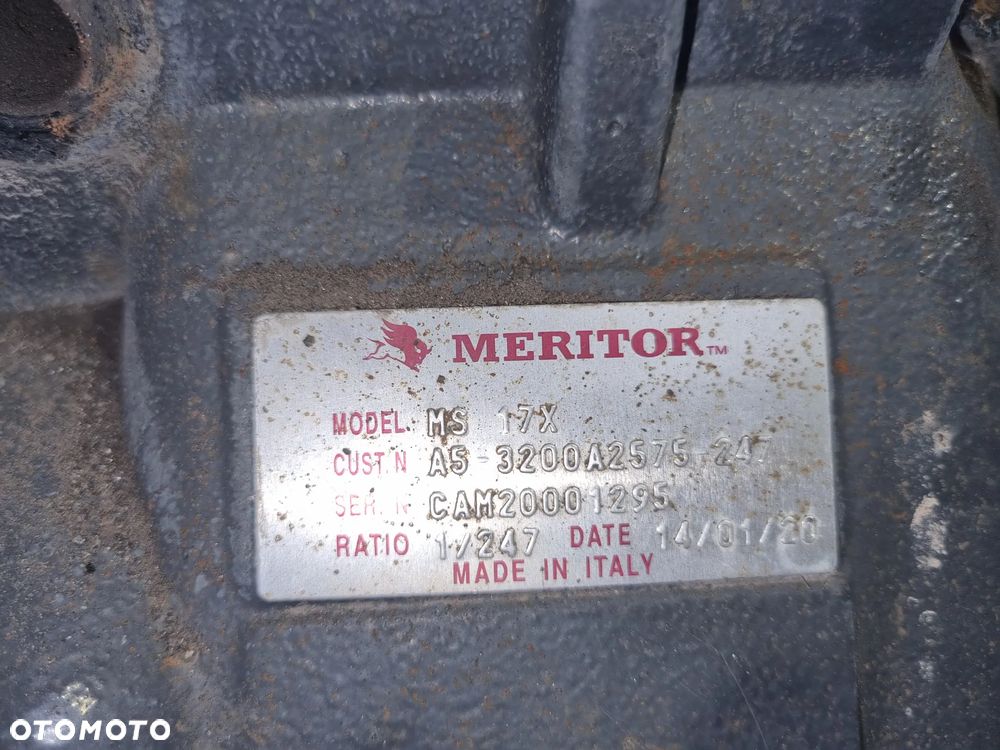 MERITOR™
MODEL. MS 17X
CUST.N A5-3200A2575-247
SER. N CAM20001295
RATIO 1/247 DATE 14/01/20
MADE IN ITALY
OTOMOTO